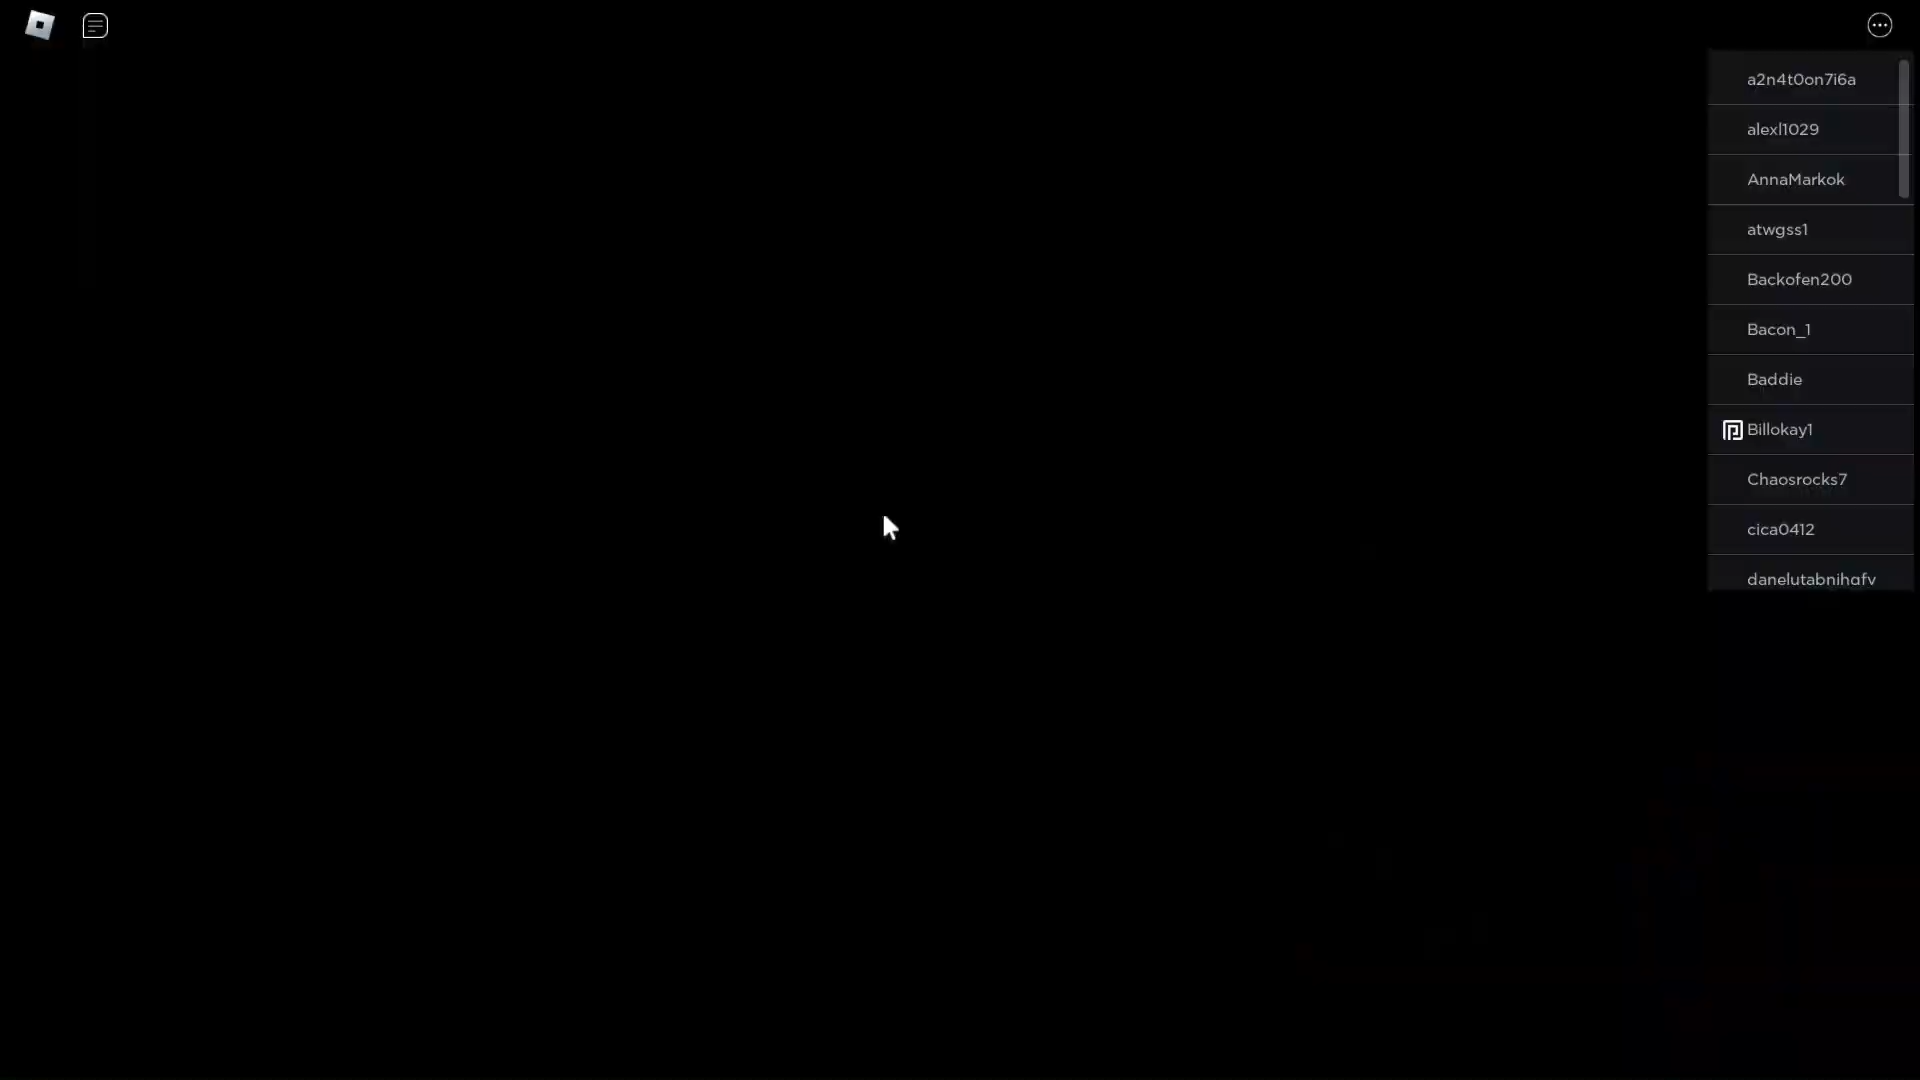 a2n4t0on7i6a
alexl1029
AnnaMarkok
atwgss1
Backofen200
Bacon_1
Baddie
Billokay1
Chaosrocks7
cica0412
danelutabnihgfv